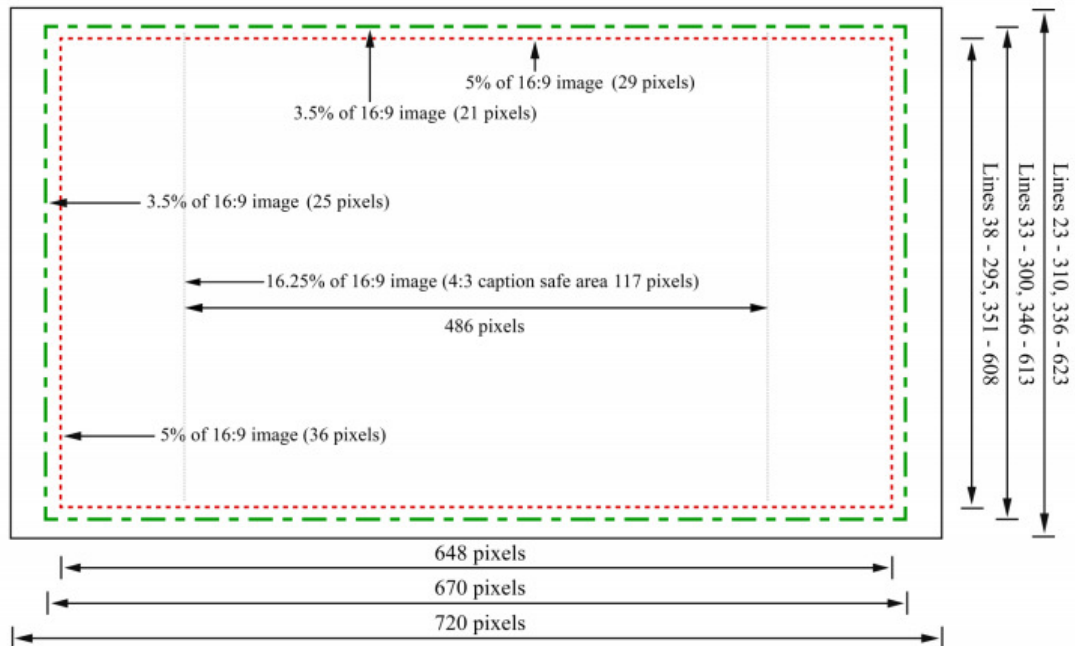 5% of 16:9 image (29 pixels)
3.5% of 16:9 image (21 pixels)
3.5% of 16:9 image (25 pixels)
16.25% of 16:9 image (4:3 caption safe area 117 pixels)
486 pixels
5% of 16:9 image (36 pixels)
Lines 38 - 295, 351 - 608
Lines 33 - 300, 346 - 613
Lines 23 - 310, 336 - 623
648 pixels
670 pixels
720 pixels